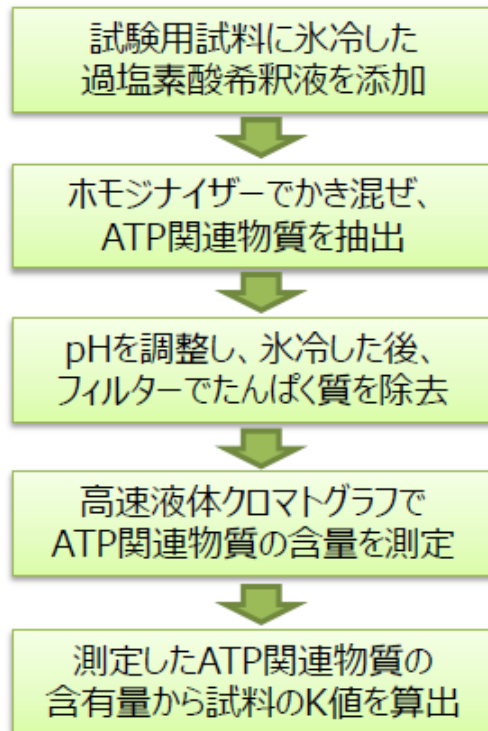 試験用試料に氷冷した
過塩素酸希釈液を添加
ホモジナイザーでかき混ぜ、
ATP関連物質を抽出
pHを調整し、氷冷した後、
フィルターでたんぱく質を除去
高速液体クロマトグラフで
ATP関連物質の含量を測定
測定したATP関連物質の
含有量から試料のK値を算出